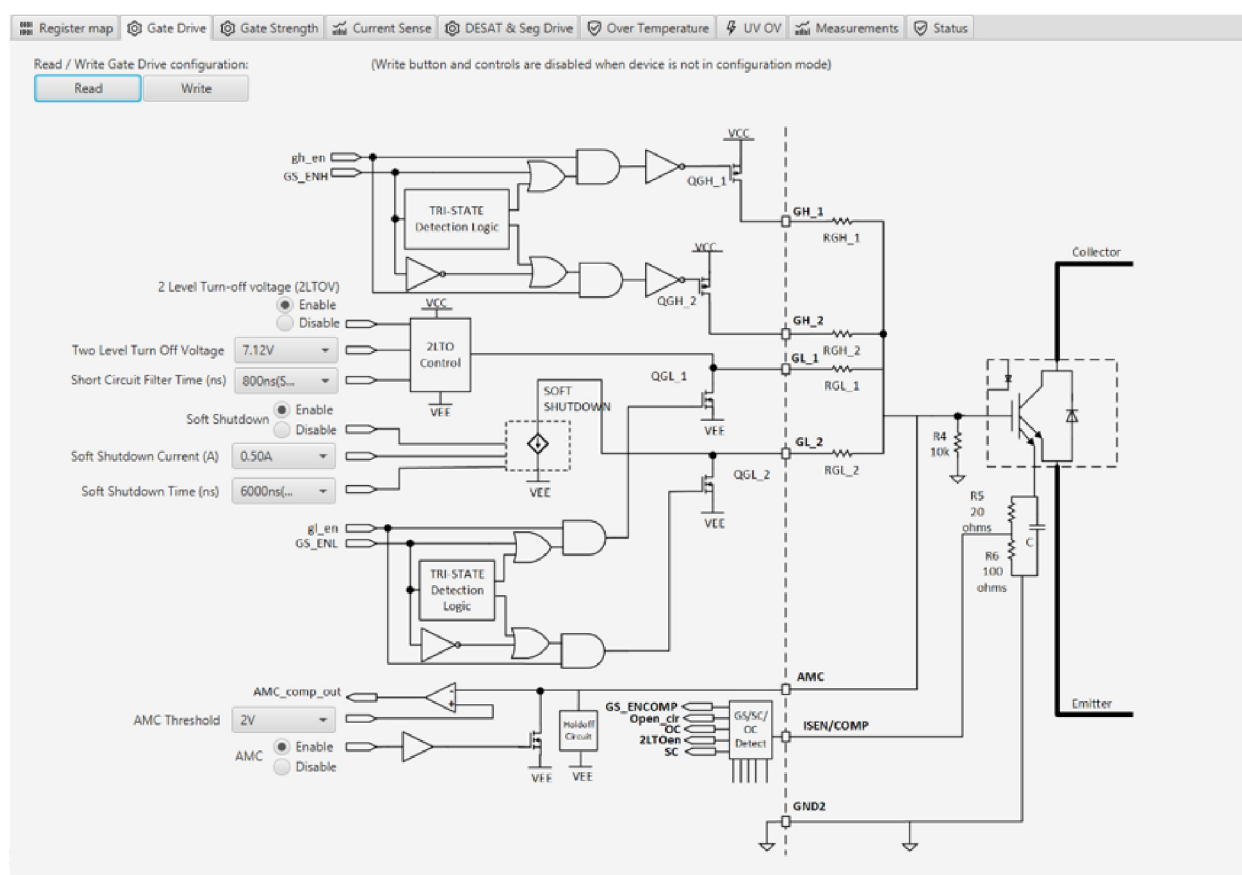 Register map Gate Drive Gate Strength Current Sense DESAT & Seg Drive Over Temperature UV OV Measurements Status
Read / Write Gate Drive configuration: (Write button and controls are disabled when device is not in configuration mode)
Read Write
VCC
gh_en
GS_ENH
QGH_1
TRI-STATE
Detection Logic
GH_1
RGH_1
VCC
Collector
2 Level Turn-off voltage (2LTOV)
Enable
Disable
VCC
QGH_2
GH_2
RGH_2
Two Level Turn Off Voltage 7.12V
2LTO
Control
GL_1
RGL_1
Short Circuit Filter Time (ns) 800ns(S...
QGL_1
VEE
SOFT
SHUTDOWN
Soft Shutdown
Enable
Disable
VEE
VEE
Soft Shutdown Current (A) 0.50A
GL_2
RGL_2
R4
10k
QGL_2
Soft Shutdown Time (ns) 6000ns(...
VEE
R5
20
ohms
gl_en
GS_ENL
C
R6
100
ohms
TRI-STATE
Detection
Logic
AMC
AMC_comp_out
AMC Threshold 2V
-
+
GS_ENCOMP
Open_clr
OC
2LTOen
SC
GS/SC/
OC
Detect
ISEN/COMP
Emitter
Holdoff
Circuit
AMC
Enable
Disable
VEE VEE
GND2